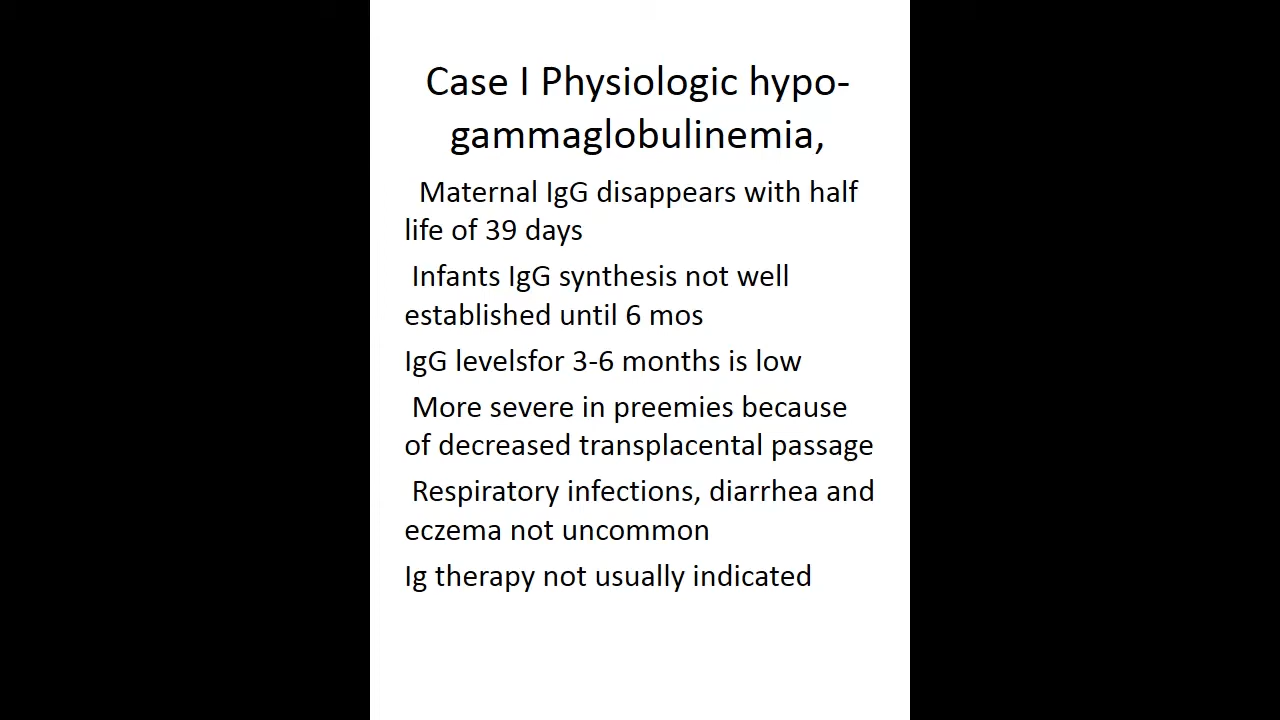 Case I Physiologic hypo-
gammaglobulinemia,
Maternal IgG disappears with half
life of 39 days
Infants IgG synthesis not well
established until 6 mos
IgG levelsfor 3-6 months is low
More severe in preemies because
of decreased transplacental passage
Respiratory infections, diarrhea and
eczema not uncommon
Ig therapy not usually indicated